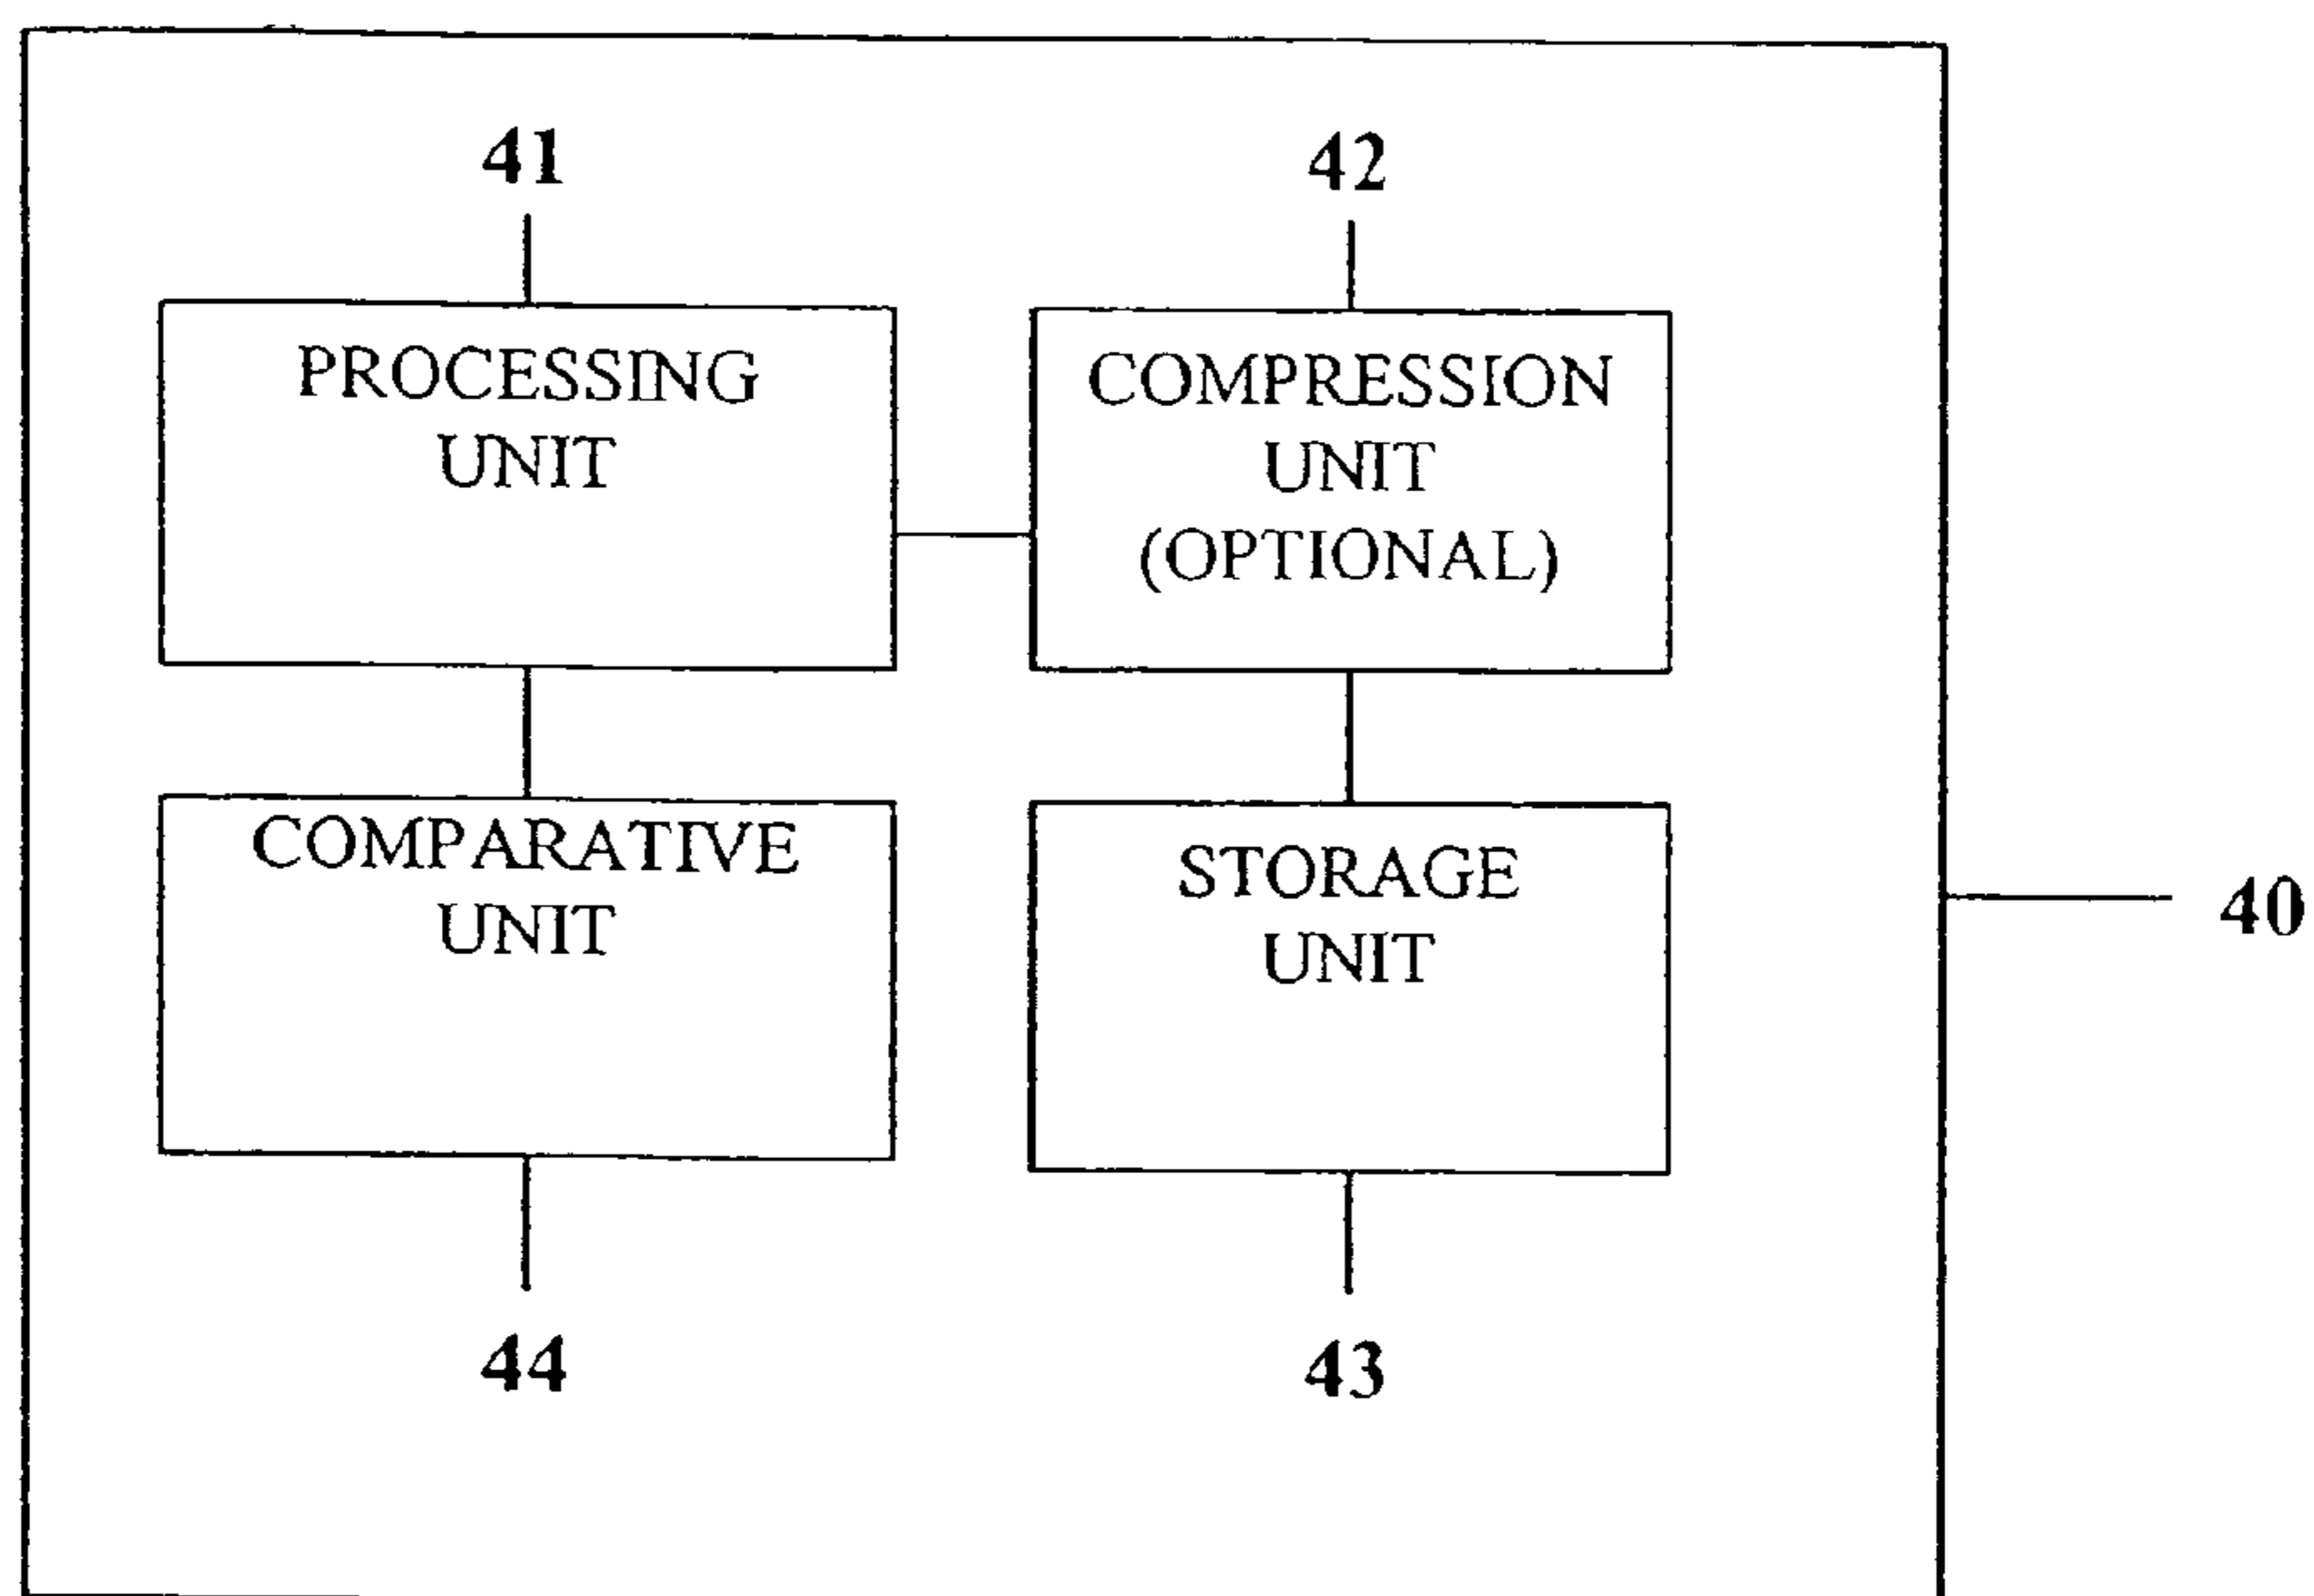 41
42
PROCESSING
UNIT
COMPRESSION
UNIT
(OPTIONAL)
COMPARATIVE
UNIT
STORAGE
UNIT
40
44
43